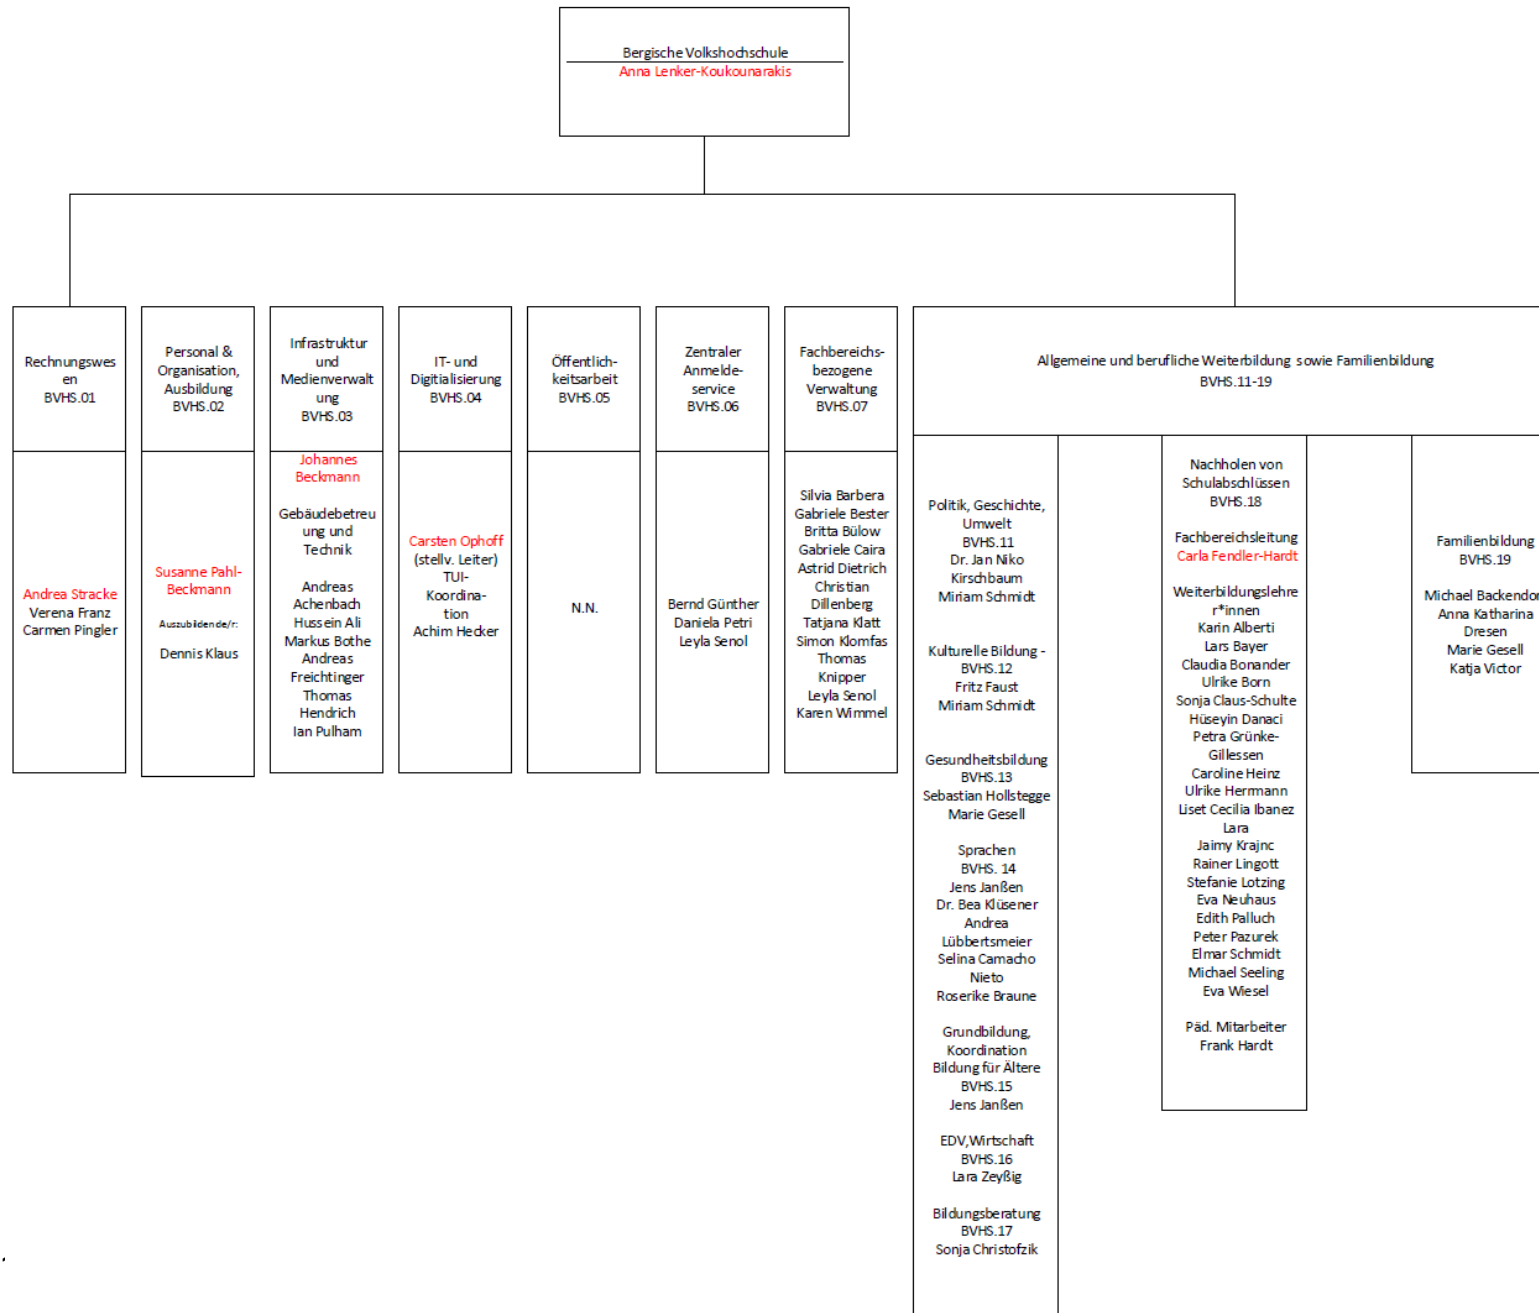 Bergische Volkshochschule
Anna Lenker-Koukounarakis
Rechnungswes
en
BVHS.01
Andrea Stracke
Verena Franz
Carmen Pingler
Personal &
Organisation,
Ausbildung
BVHS.02
Susanne Pahl-
Beckmann
Auszubildende/r:
Dennis Klaus
Infrastruktur
und
Medienverwalt
ung
BVHS.03
Johannes
Beckmann
Gebäudebetreu
ung und
Technik
Andreas
Achenbach
Hussein Ali
Markus Bothe
Andreas
Freichtinger
Thomas
Hendrich
Ian Pulham
IT- und
Digitialisierung
BVHS.04
Carsten Ophoff
(stellv. Leiter)
TUI-
Koordina-
tion
Achim Hecker
Öffentlich-
keitsarbeit
BVHS.05
N.N.
Zentraler
Anmelde-
service
BVHS.06
Bernd Günther
Daniela Petri
Leyla Senol
Fachbereichs-
bezogene
Verwaltung
BVHS.07
Silvia Barbera
Gabriele Bester
Britta Bülow
Gabriele Caira
Astrid Dietrich
Christian
Dillenberg
Tatjana Klatt
Simon Klomfas
Thomas
Knipper
Leyla Senol
Karen Wimmel
Allgemeine und berufliche Weiterbildung sowie Familienbildung
BVHS.11-19
Politik, Geschichte,
Umwelt
BVHS.11
Dr. Jan Niko
Kirschbaum
Miriam Schmidt
Kulturelle Bildung -
BVHS.12
Fritz Faust
Miriam Schmidt
Gesundheitsbildung
BVHS.13
Sebastian Hollstegge
Marie Gesell
Sprachen
BVHS. 14
Jens Janßen
Dr. Bea Klüsener
Andrea
Lübbertsmeier
Selina Camacho
Nieto
Roserike Braune
Grundbildung,
Koordination
Bildung für Ältere
BVHS.15
Jens Janßen
EDV,Wirtschaft
BVHS.16
Lara Zeyßig
Bildungsberatung
BVHS.17
Sonja Christofzik
Nachholen von
Schulabschlüssen
BVHS.18
Fachbereichsleitung
Carla Fendler-Hardt
Weiterbildungslehre
r*innen
Karin Alberti
Lars Bayer
Claudia Bonander
Ulrike Born
Sonja Claus-Schulte
Hüseyin Danaci
Petra Grünke-
Gillessen
Caroline Heinz
Ulrike Herrmann
Liset Cecilia Ibanez
Lara
Jaimy Krajnc
Rainer Lingott
Stefanie Lotzing
Eva Neuhaus
Edith Palluch
Peter Pazurek
Elmar Schmidt
Michael Seeling
Eva Wiesel
Päd. Mitarbeiter
Frank Hardt
Familienbildung
BVHS.19
Michael Backendor
Anna Katharina
Dresen
Marie Gesell
Katja Victor